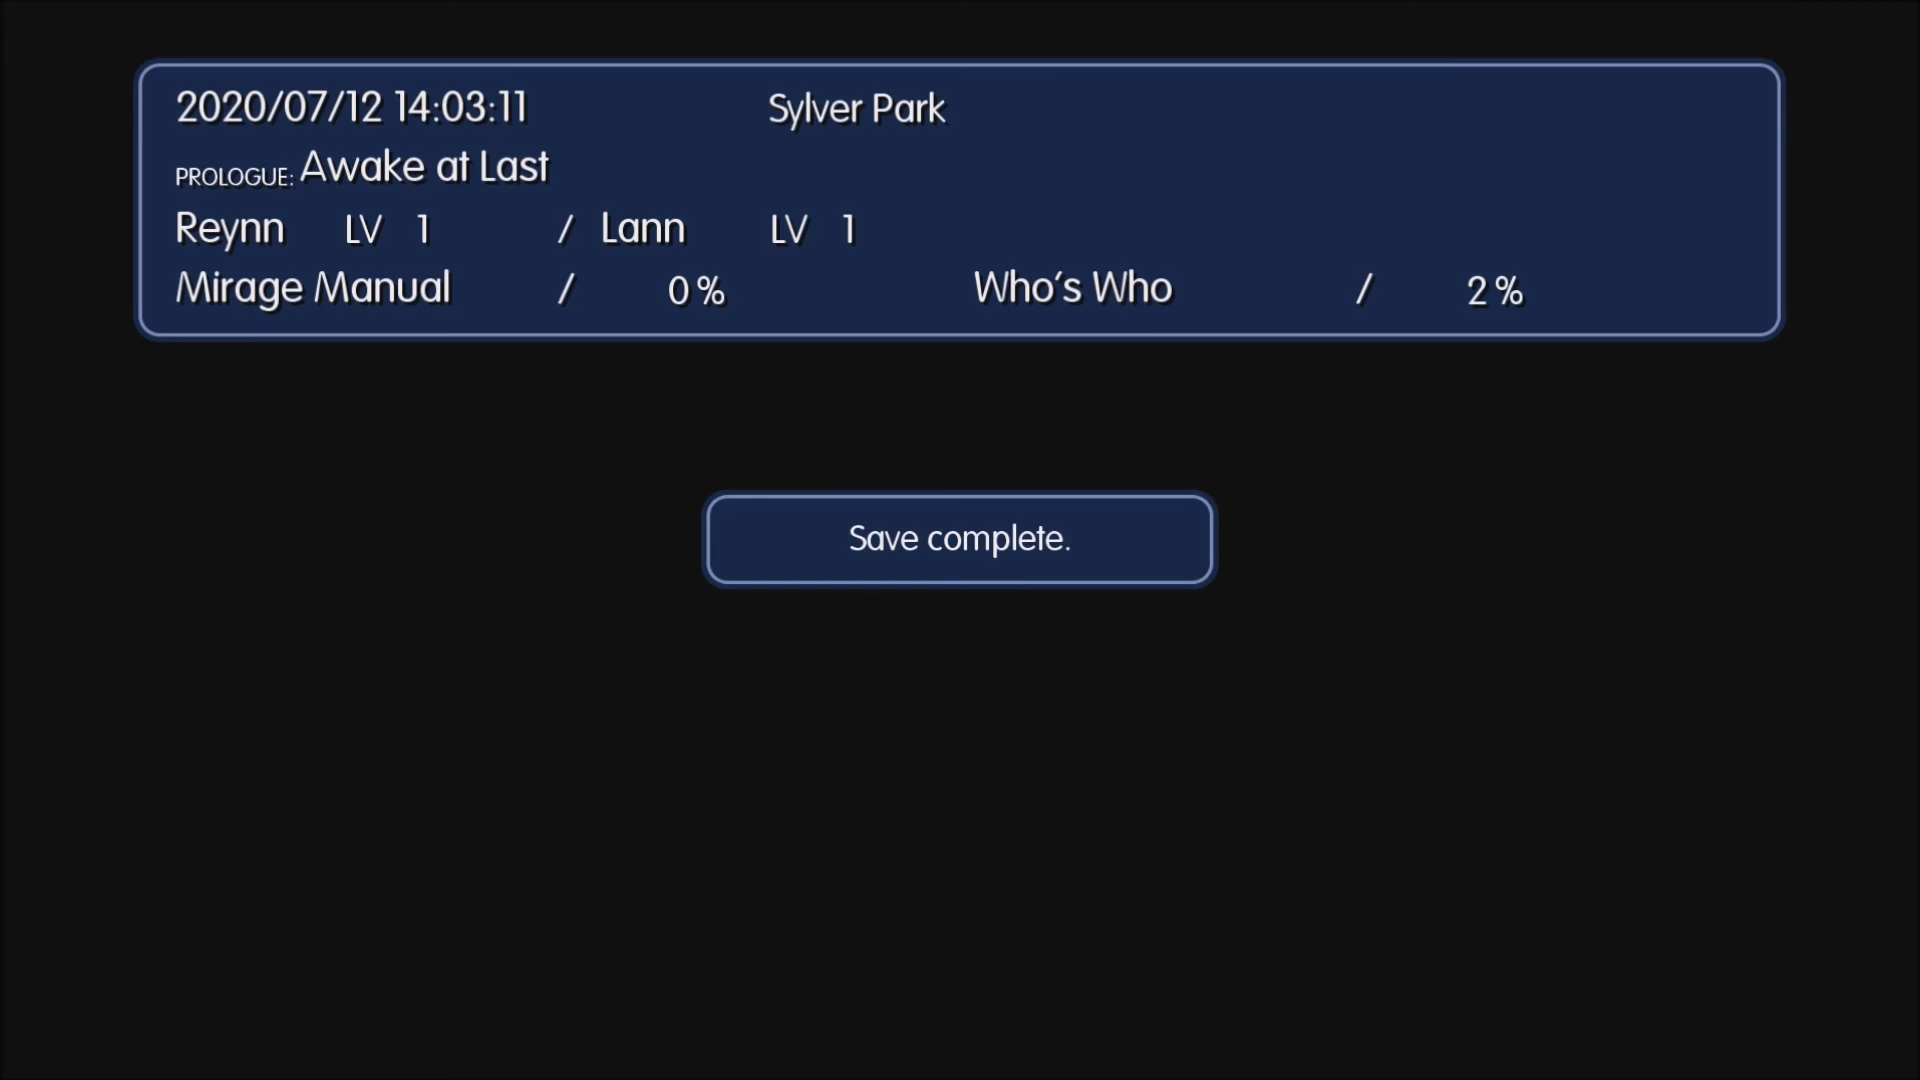 2020/07/12 14:03:11 Sylver Park
PROLOGUE: Awake at Last
Reynn LV 1 / Lann LV 1
Mirage Manual / 0 % Who's Who / 2 %
Save complete.